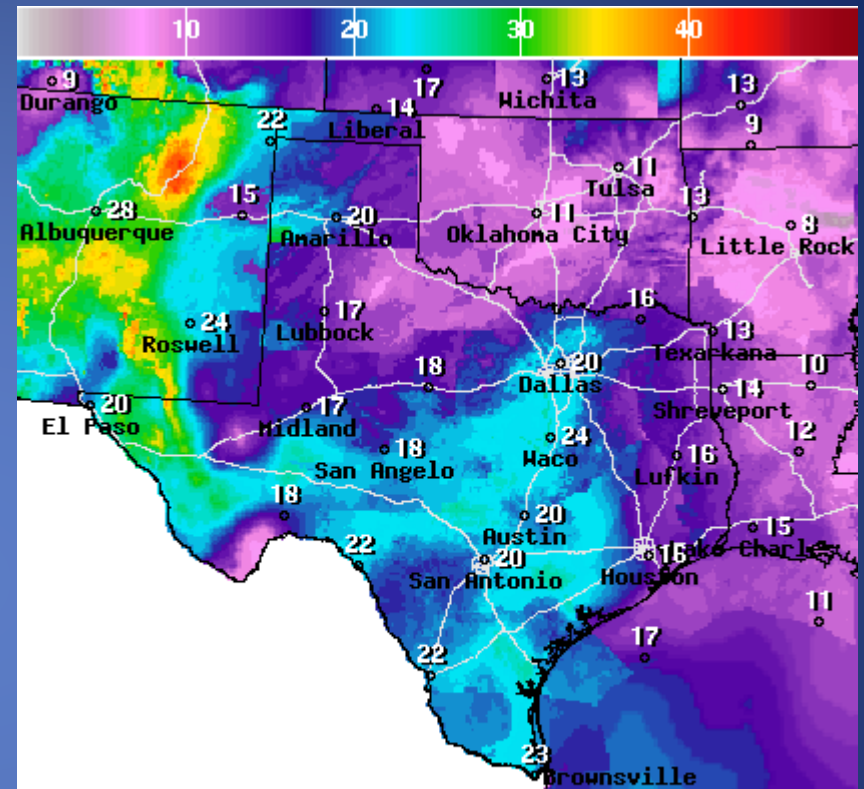 10 20 30 40
9 17 13 13
Durango Wichita
14
Liberal
22 9
11
Tulsa
28 15 20 11 13 8
Albuquerque Amarillo Oklahoma City Little Rock
24 17 16 13
Roswell Lubbock Texarkana
20 18 20 14 10
El Paso Dallas Shreveport
17
Midland
18 24 16 12
San Angelo Waco Lufkin
18 20 15
Austin Lake Charl
22 20 16
San Antonio Houston
11
22 17
23
Brownsville